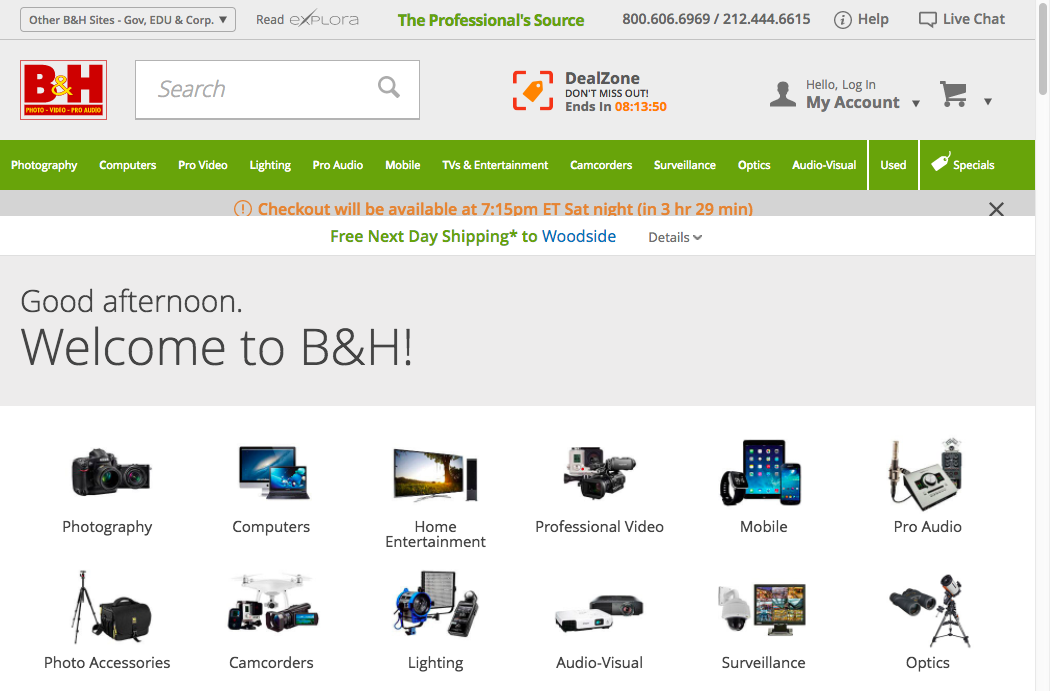 Other B&H Sites - Gov, EDU & Corp. ▼
Read explora
The Professional's Source
800.606.6969 / 212.444.6615
Help
Live Chat
B&H
PHOTO - VIDEO - PRO AUDIO
Search
DealZone
DON'T MISS OUT!
Ends In 08:13:50
Hello, Log In
My Account ▼
Photography Computers Pro Video Lighting Pro Audio Mobile TVs & Entertainment Camcorders Surveillance Optics Audio-Visual Used Specials
Checkout will be available at 7:15pm ET Sat night (in 3 hr 29 min)
Free Next Day Shipping* to Woodside Details
Good afternoon.
Welcome to B&H!
Photography
Computers
Home
Entertainment
Professional Video
Mobile
Pro Audio
Photo Accessories
Camcorders
Lighting
Audio-Visual
Surveillance
Optics